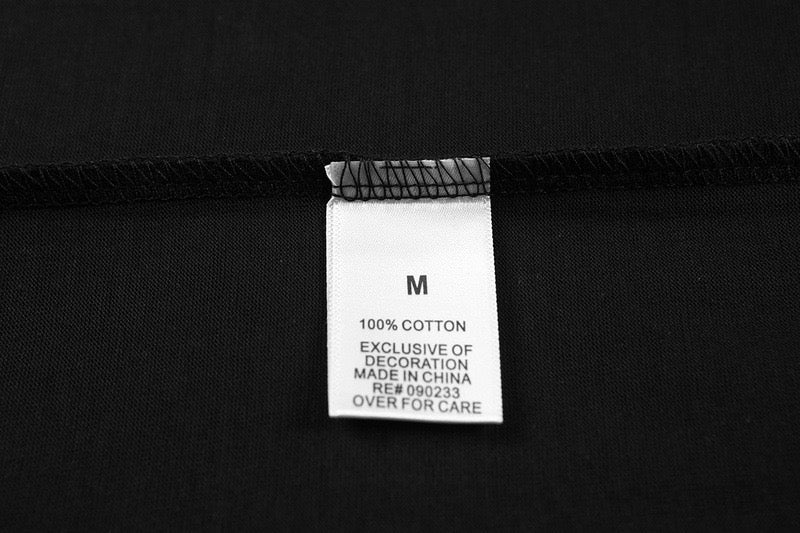 M
100% COTTON
EXCLUSIVE OF
DECORATION
MADE IN CHINA
RE# 090233
OVER FOR CARE